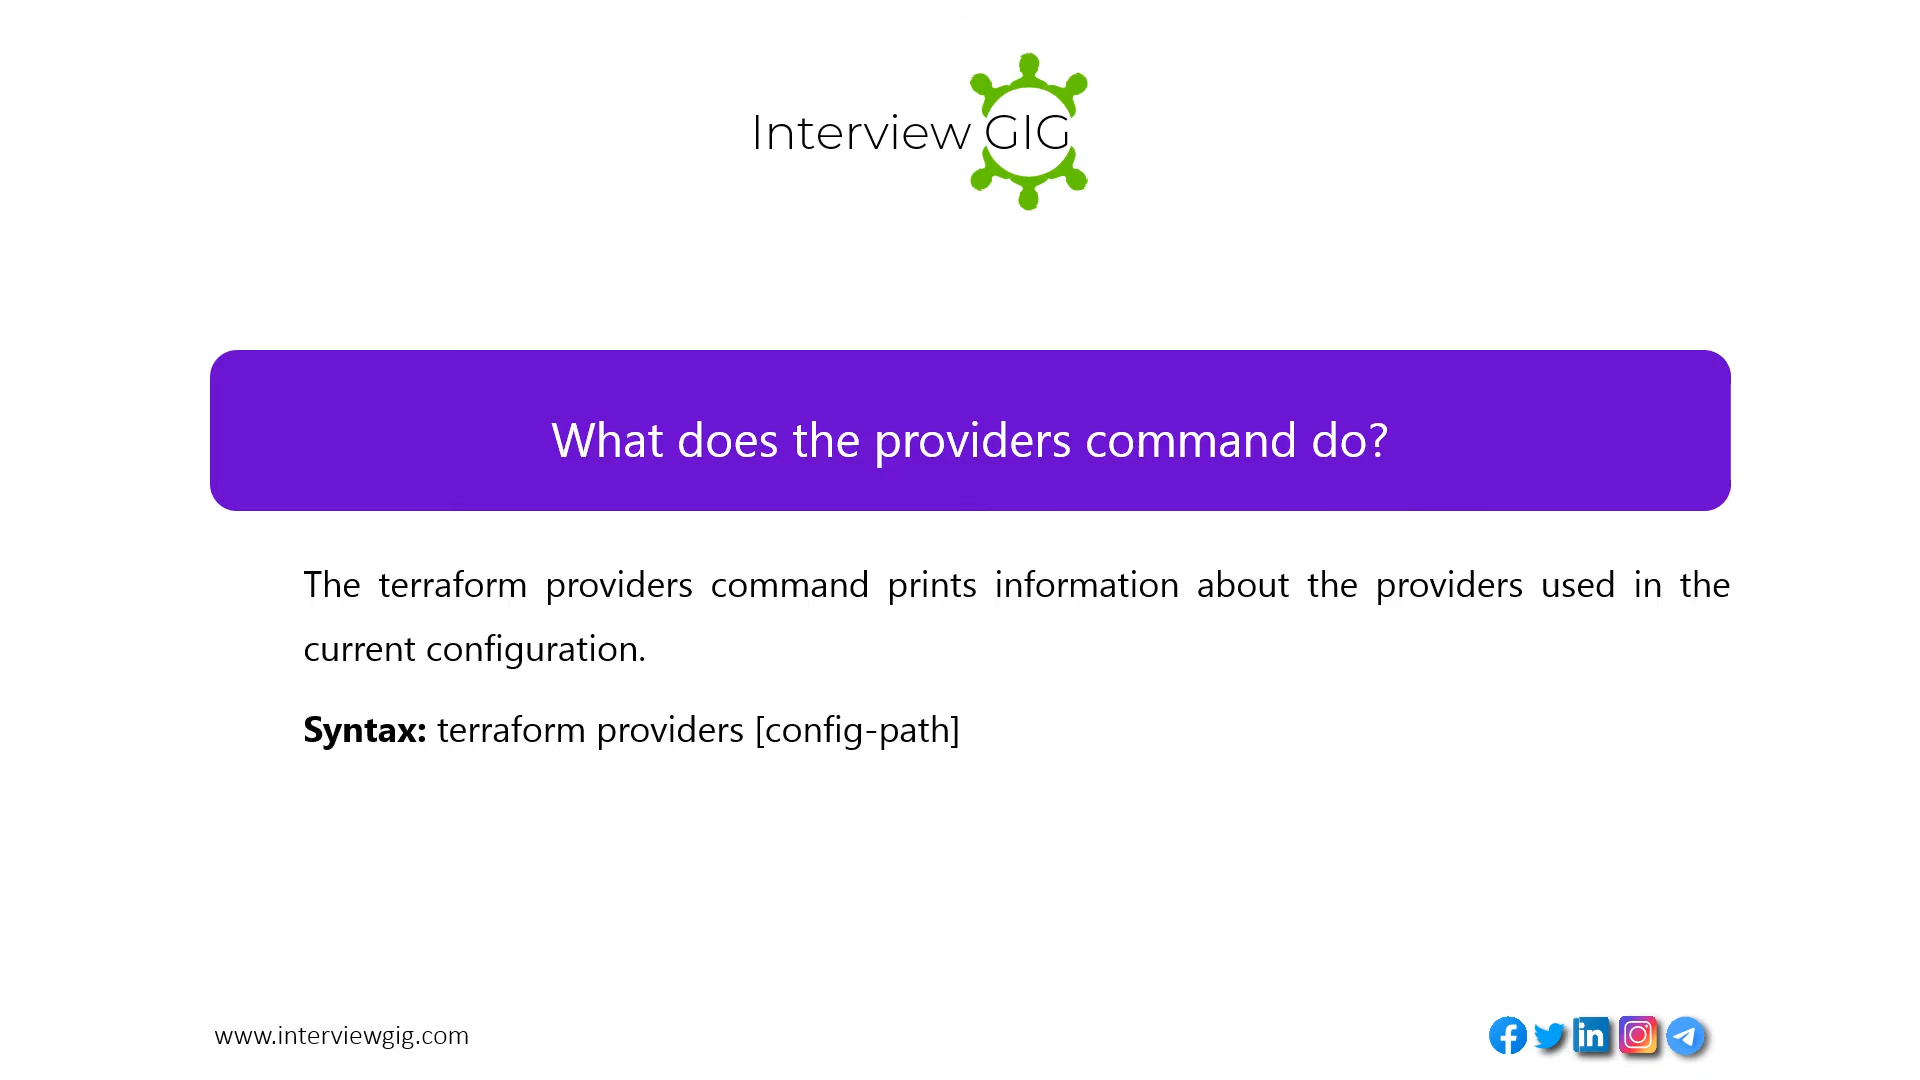 Interview GIG
What does the providers command do?
The terraform providers command prints information about the providers used in the
current configuration.
Syntax: terraform providers [config-path]
www.interviewgig.com